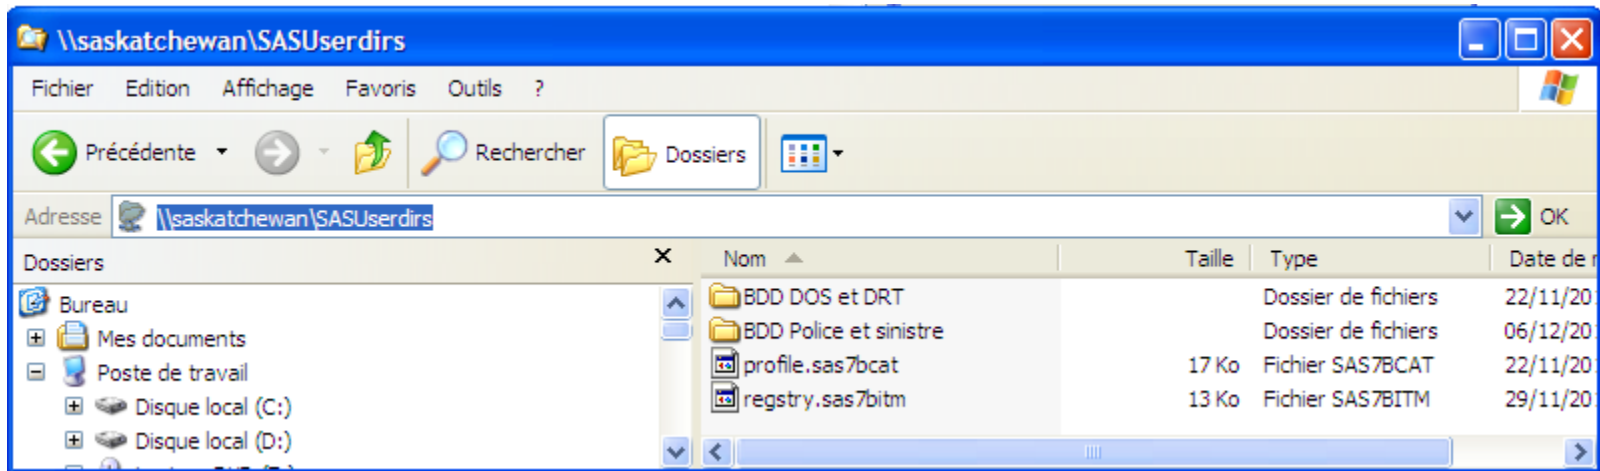 \\saskatchewan\SASUserdirs
Fichier Edition Affichage Favoris Outils ?
Précédente Rechercher Dossiers
Adresse \\saskatchewan\SASUserdirs OK
Dossiers Nom Taille Type Date de
Bureau
Mes documents
Poste de travail
Disque local (C:)
Disque local (D:)
BDD DOS et DRT Dossier de fichiers 22/11/20
BDD Police et sinistre Dossier de fichiers 06/12/20
profile.sas7bcat 17 Ko Fichier SAS7BCAT 22/11/20
regstry.sas7bitm 13 Ko Fichier SAS7BITM 29/11/20